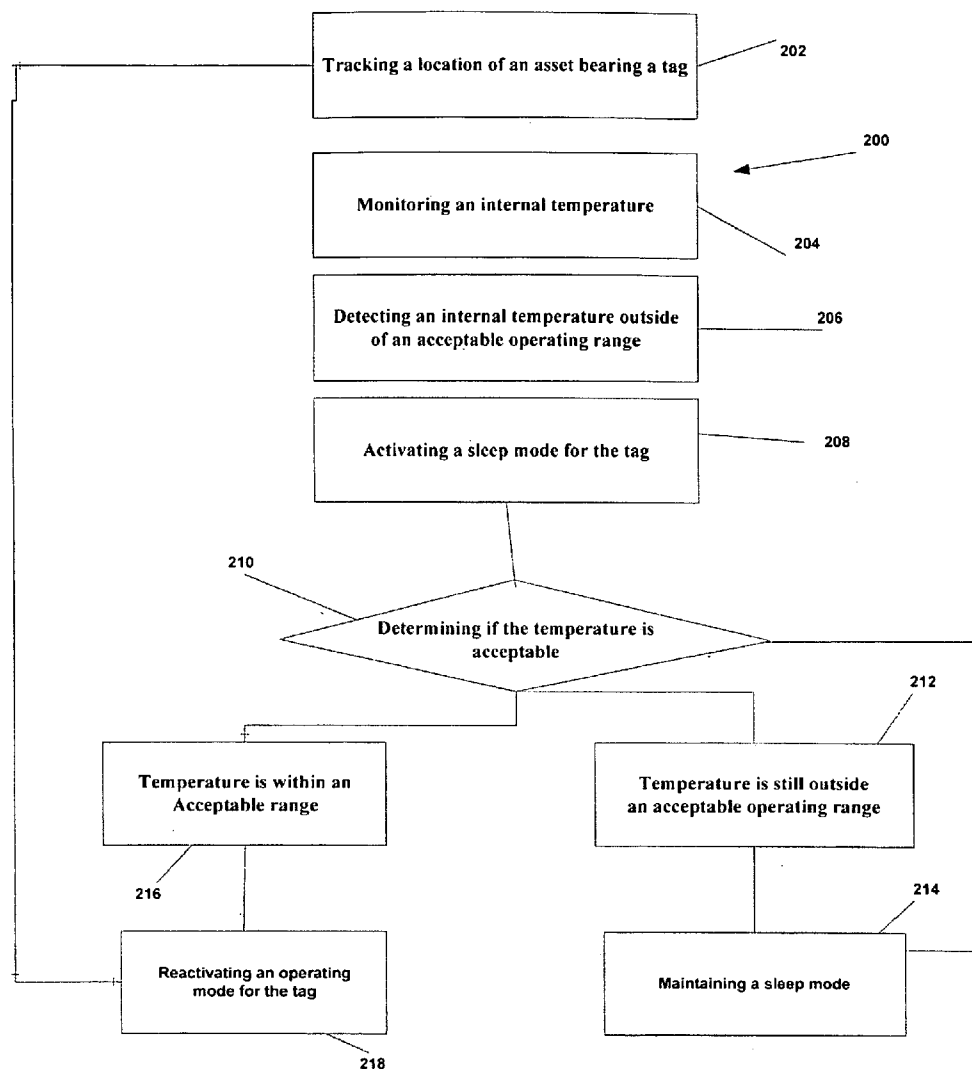 Tracking a location of an asset bearing a tag
202
200
Monitoring an internal temperature
204
Detecting an internal temperature outside
of an acceptable operating range
206
Activating a sleep mode for the tag
208
210
Determining if the temperature is
acceptable
212
Temperature is within an
Acceptable range
Temperature is still outside
an acceptable operating range
216
214
Reactivating an operating
mode for the tag
Maintaining a sleep mode
218